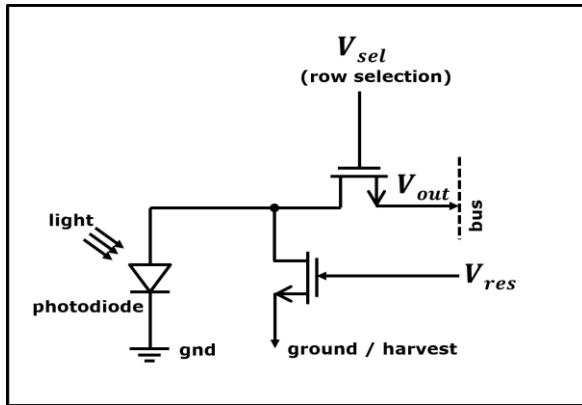 V_sel
(row selection)
V_out
bus
light
V_res
photodiode
gnd
ground / harvest